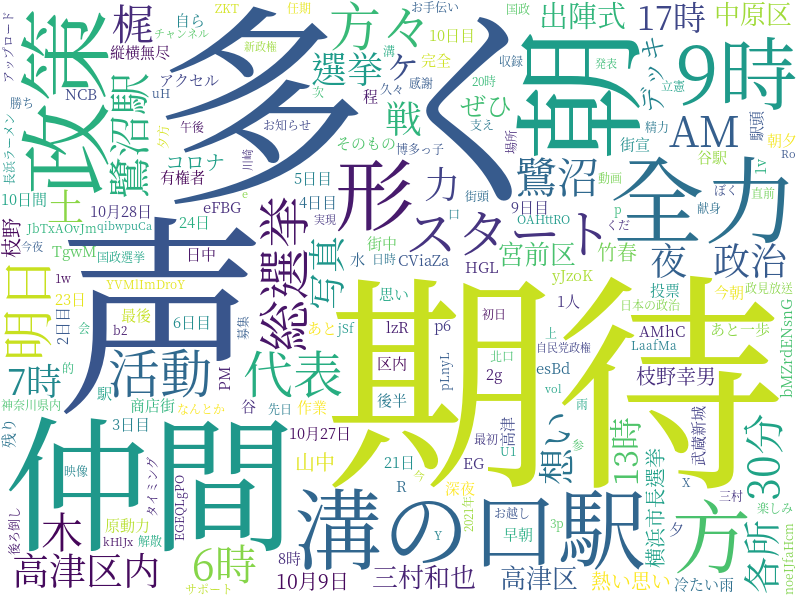 アップロード
ZKT
任期
チャンネル
お手伝い
国政
10日目
溝
17時
出陣式
中原区
方々
梶
縦横無尽
NCB
アクセル
uH
新政権
完全
選挙
ケ
収録
20時
発表
立憲
デッキ
多く
朝
9時
政策
鷺沼駅
勝ち
次
久々
感謝
程
ぜひ
戦
午後
お知らせ
支え
精力
駅頭
長浜ラーメン
夕方
コロナ
そのもの
博多っ子
場所
街宣
AM
朝夕
Ro
有権者
川崎
谷駅
1v
10日間
土
eFBG
5日目
形
力
街頭
動画
ぼく
直前
10月28日
e
4日目
口
9日目
鷺沼
全力
枝野
JbTxAOvJm
qibwpuCa
24日
実現
OAHttRO
p
くだ
献身
今夜
国政選挙
TgwM
日中
総選挙
街中
スタート
宮前区
竹春
夜
政治
1w
YVMlImDroY
写真
水
日時
CViaZa
HGL
yJzoK
投票
今朝
政見放送
日本の政治
明日
23日
声
思い
期待
初日
1人
上
あと
2日目
最後
会
b2
6日目
募集
jSf
lzR
p6
自民党政権
AMhC
LaafMa
あと一歩
bMZrdENsnG
7時
的
活動
PM
代表
区内
pLnyL
北口
2g
esBd
枝野幸男
神奈川県内
駅
商店街
なんとか
谷
先日
作業
後半
vol
雨
残り
3日目
10月27日
最初
高津
U1
想い
13時
武蔵新城
30分
仲間
映像
タイミング
山中
21日
EG
参
横浜市長選挙
各所
X
木
原動力
EGEQLgPO
R
深夜
今
溝の口駅
方
三村
楽しみ
後ろ倒し
kHlJx
解散
6時
8時
Y
2021年
お越し
早朝
3p
夕
noeIJfaHcm
高津区内
サポート
10月9日
三村和也
高津区
熱い思い
冷たい雨